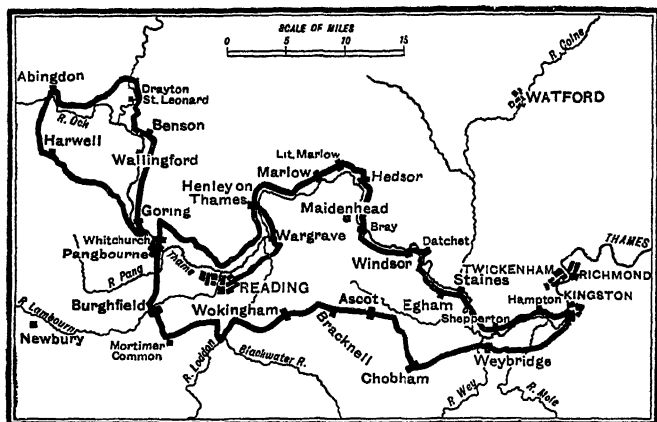 SCALE OF MILES
0 5 10 15
R. Colne
Abingdon
Drayton
St. Leonard
WATFORD
R. Ock
Benson
Harwell
Wallingford
Lit. Marlow
Marlow
Hedsor
Henley on
Thames
Goring
Maidenhead
Bray
Wargrave
Whitchurch
Pangbourne
Thame
Datchet
THAMES
Windsor
TWICKENHAM
RICHMOND
Staines
R. Pang
READING
Egham
Hampton
KINGSTON
Shepperton
R. Lambourn
Burghfield
Wokingham
Ascot
Newbury
Mortimer
Common
R. Loddon
Bracknell
Blackwater R.
Weybridge
Chobham
R. Wey
R. Mole